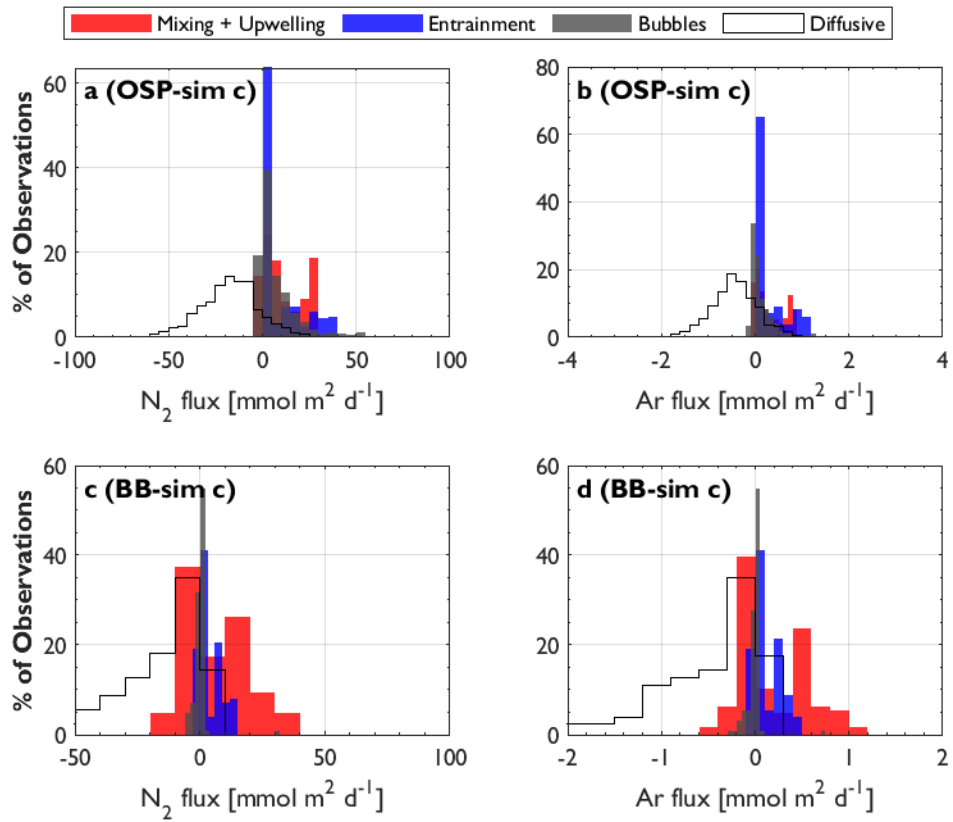 Mixing + Upwelling Entrainment Bubbles Diffusive
a (OSP-sim c)
% of Observations
60
40
20
0
-100 -50 0 50 100
N2 flux [mmol m² d⁻¹]
b (OSP-sim c)
80
60
40
20
0
-4 -2 0 2 4
Ar flux [mmol m² d⁻¹]
c (BB-sim c)
% of Observations
60
40
20
0
-50 0 50 100
N2 flux [mmol m² d⁻¹]
d (BB-sim c)
60
40
20
0
-2 -1 0 1 2
Ar flux [mmol m² d⁻¹]